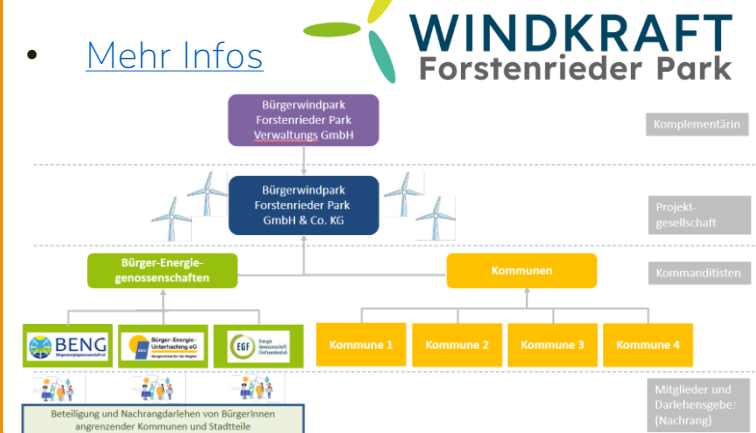 WINDKRAFT
Forstenrieder Park
• Mehr Infos
Bürgerwindpark
Forstenrieder Park
Verwaltungs GmbH
Komplementärin
Bürgerwindpark
Forstenrieder Park
GmbH & Co. KG
Projekt-
gesellschaft
Bürger-Energie-
genossenschaften
Kommunen
Kommanditisten
BENG
Bürger-Energie-
Unterhaching eG
EGF
Energie
Genossenschaft
Kommune 1
Kommune 2
Kommune 3
Kommune 4
Mitglieder und
Darlehensgeber
(Nachrang)
Beteiligung und Nachrangdarlehen von BürgerInnen
angrenzender Kommunen und Stadtteile